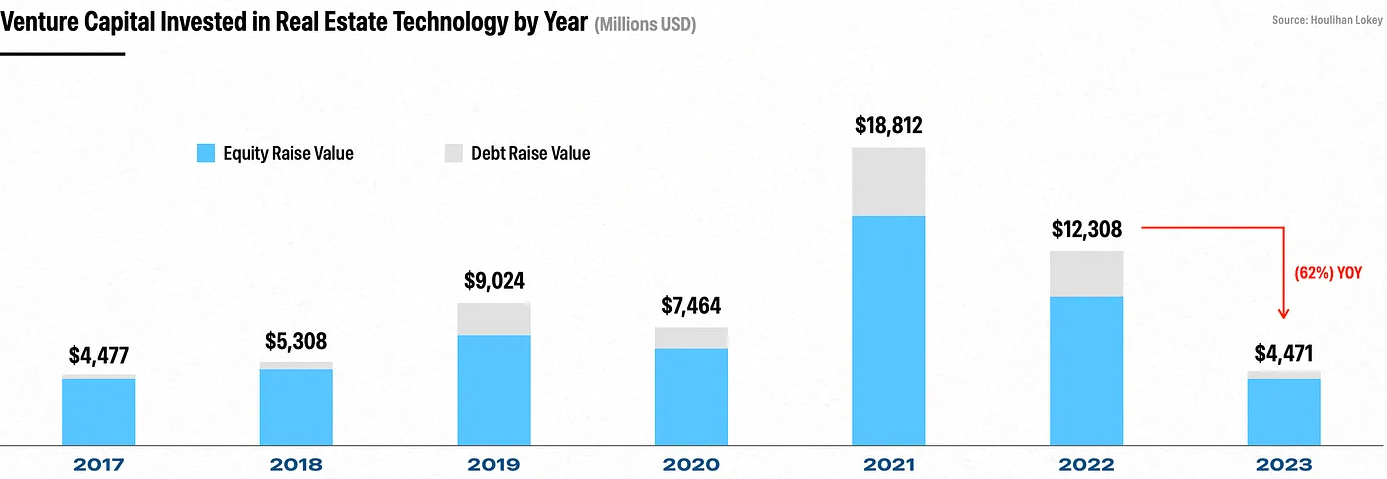 Venture Capital Invested in Real Estate Technology by Year (Millions USD)
Source: Houlihan Lokey
Equity Raise Value
Debt Raise Value
$4,477
$5,308
$9,024
$7,464
$18,812
$12,308
(62%) YOY
$4,471
2017
2018
2019
2020
2021
2022
2023